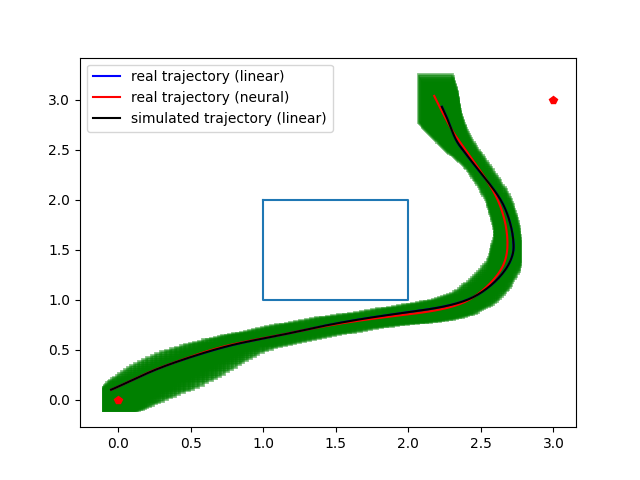 real trajectory (linear)
real trajectory (neural)
simulated trajectory (linear)
3.0
2.5
2.0
1.5
1.0
0.5
0.0
0.0 0.5 1.0 1.5 2.0 2.5 3.0